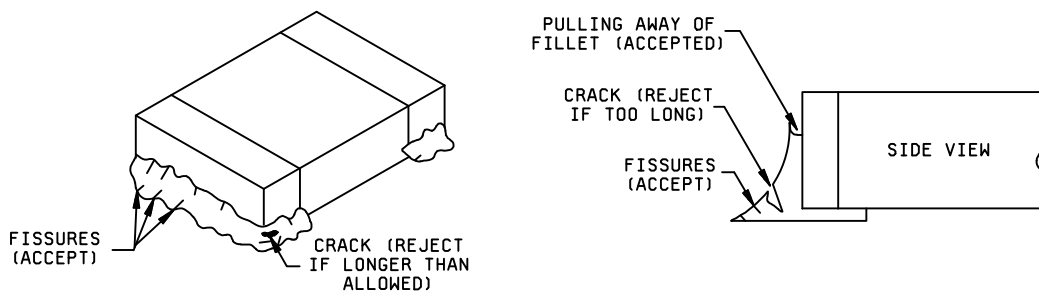 FISSURES
(ACCEPT)
CRACK (REJECT
IF LONGER THAN
ALLOWED)
PULLING AWAY OF
FILLET (ACCEPTED)
CRACK (REJECT
IF TOO LONG)
FISSURES
(ACCEPT)
SIDE VIEW